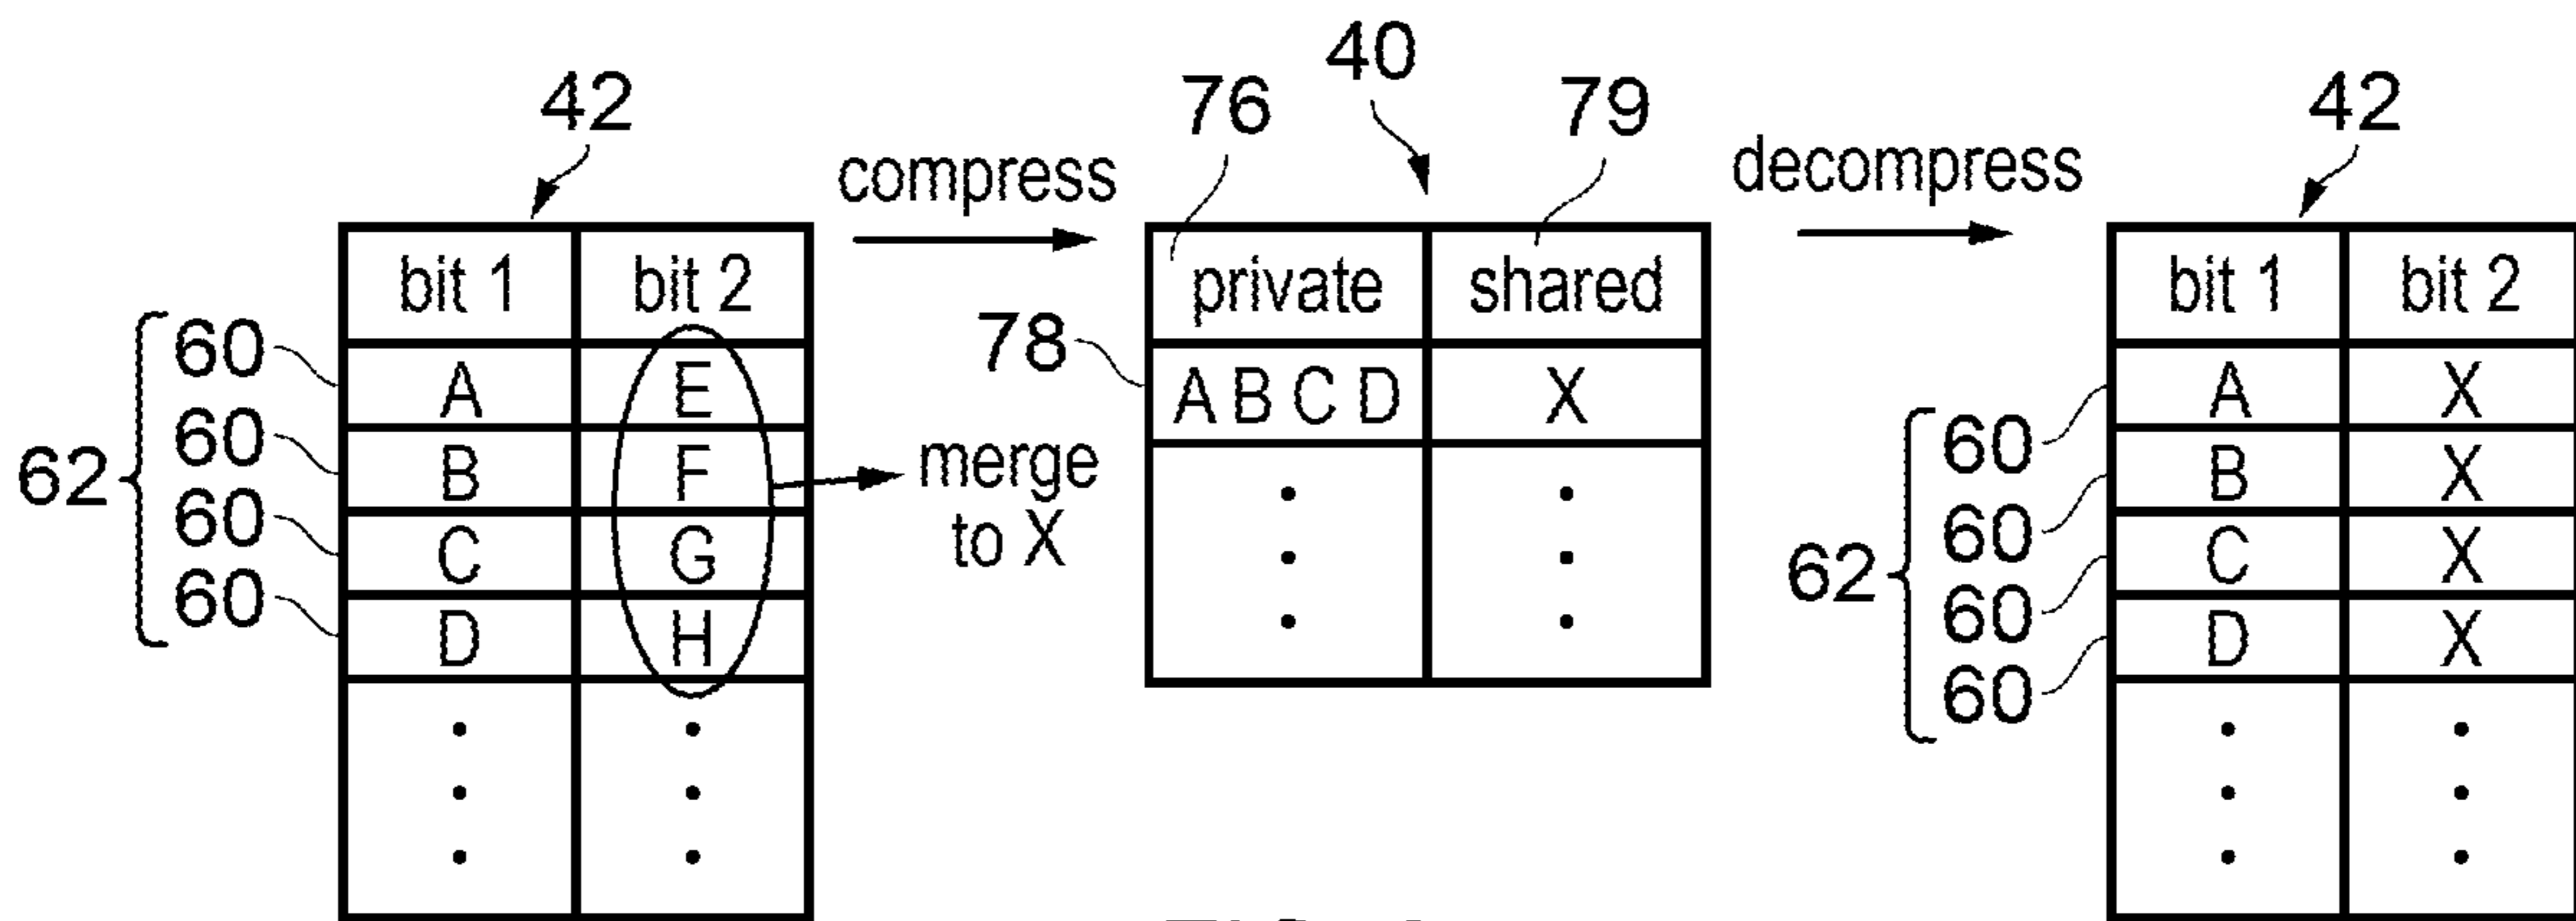 42
compress
76
40
79
decompress
42
bit 1 bit 2
private shared
bit 1 bit 2
62
60 A E
60 B F
60 C G
60 D H
merge
to X
78 A B C D X
62
60 A X
60 B X
60 C X
60 D X